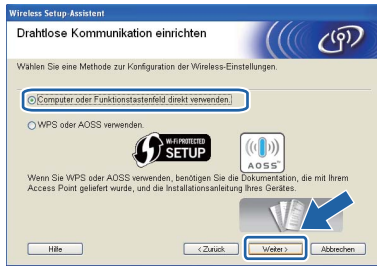 Wireless Setup-Assistent
Drahtlose Kommunikation einrichten
Wählen Sie eine Methode zur Konfiguration der Wireless-Einstellungen.
Computer oder Funktionstastenfeld direkt verwenden.
WPS oder AOSS verwenden.
Wi-Fi PROTECTED
SETUP
AOSS™
Wenn Sie WPS oder AOSS verwenden, benötigen Sie die Dokumentation, die mit Ihrem
Access Point geliefert wurde, und die Installationsanleitung Ihres Gerätes.
Hilfe
< Zurück
Weiter >
Abbrechen